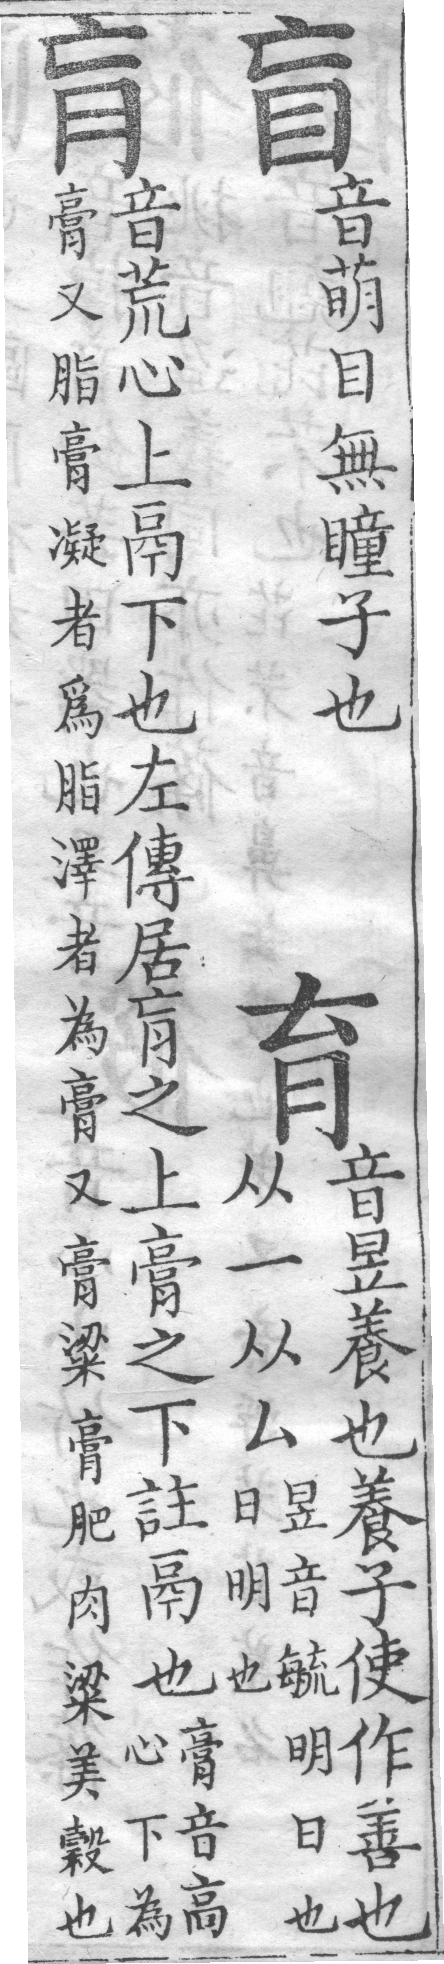 盲
音萌目無瞳子也
育
音昱養也養子使作善也
从一从厶
昱音毓明日也
日明也
肓
音荒心上鬲下也左傳居肓之上膏之下註鬲也
膏音高
心下為
膏又脂膏凝者爲脂澤者為膏又膏粱膏肥肉粱美穀也